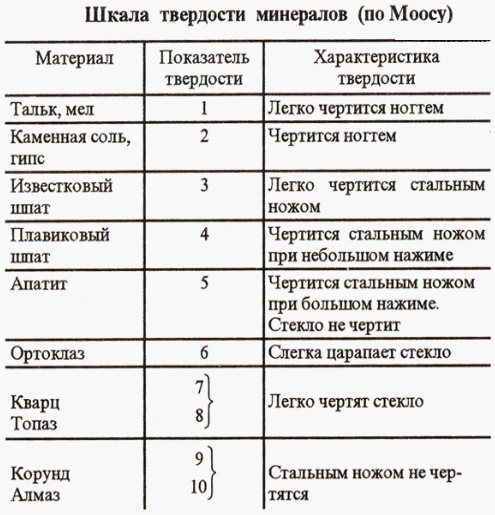 Шкала твердости минералов (по Моосу)
Материал Показатель твердости Характеристика твердости
Тальк, мел 1 Легко чертится ногтем
Каменная соль, 2 Чертится ногтем
гипс
Известковый 3 Легко чертится стальным
шпат ножом
Плавиковый 4 Чертится стальным ножом
шпат при небольшом нажиме
Апатит 5 Чертится стальным ножом
при большом нажиме.
Стекло не чертит
Ортоклаз 6 Слегка царапает стекло
Кварц 7 Легко чертят стекло
Топаз 8
Корунд 9 Стальным ножом не чер-
Алмаз 10 тятся